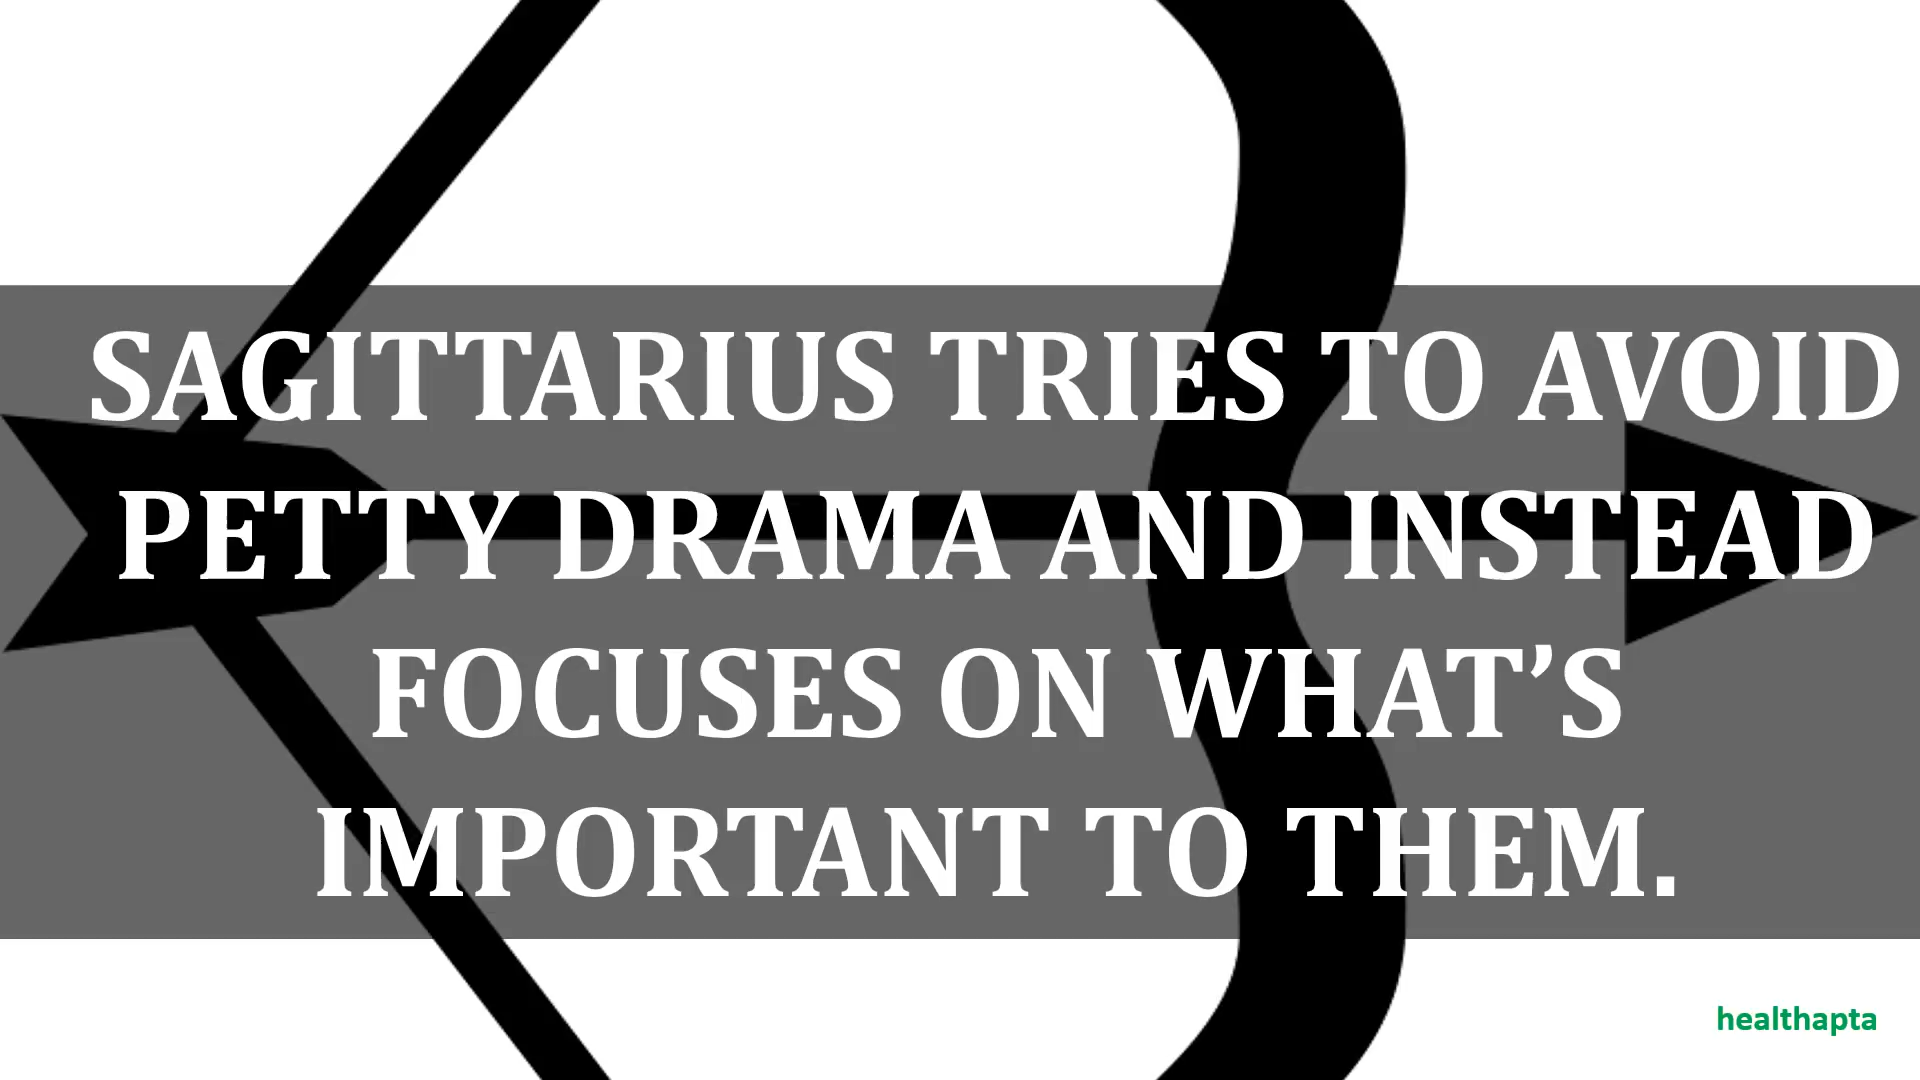 SAGITTARIUS TRIES TO AVOID
PETTY DRAMA AND INSTEAD
FOCUSES ON WHAT’S
IMPORTANT TO THEM.
healthapta